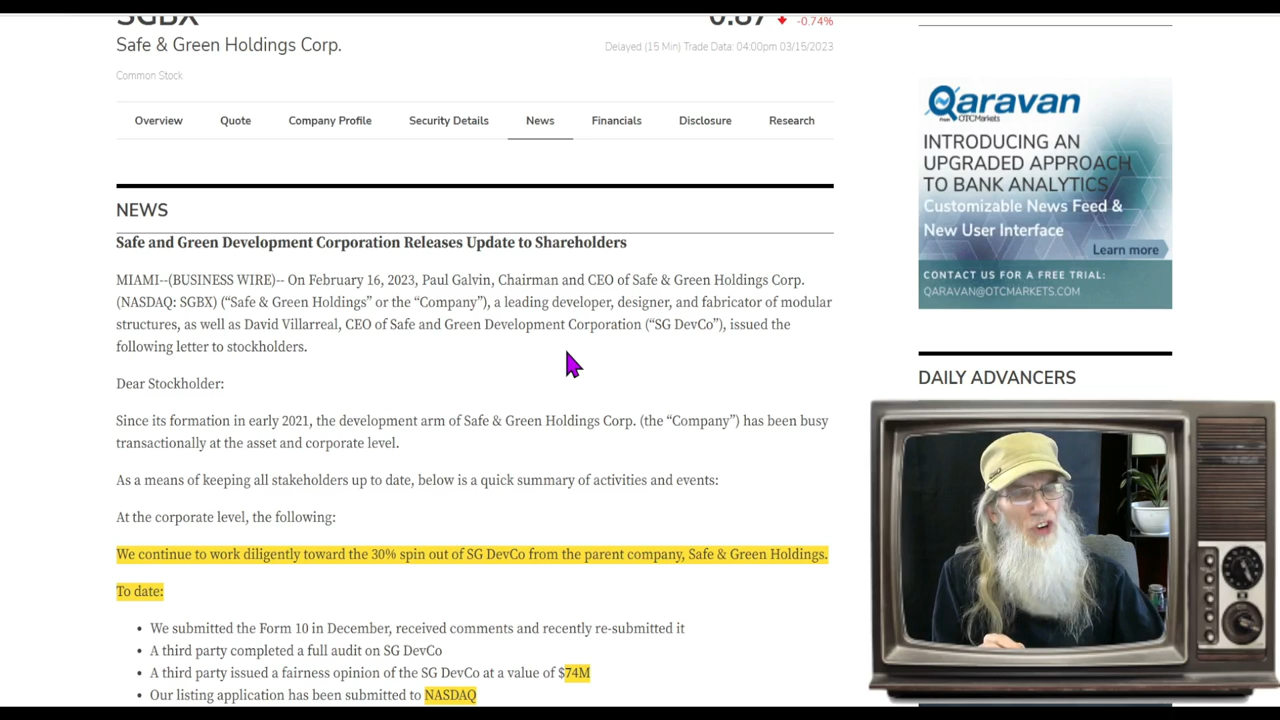 SGBX
0.87 -0.74%
Safe & Green Holdings Corp.
Delayed (15 Min) Trade Data: 04:00pm 03/15/2023
Common Stock
Overview Quote Company Profile Security Details News Financials Disclosure Research
NEWS
Safe and Green Development Corporation Releases Update to Shareholders
MIAMI--(BUSINESS WIRE)-- On February 16, 2023, Paul Galvin, Chairman and CEO of Safe & Green Holdings Corp.
(NASDAQ: SGBX) (“Safe & Green Holdings” or the “Company”), a leading developer, designer, and fabricator of modular
structures, as well as David Villarreal, CEO of Safe and Green Development Corporation (“SG DevCo”), issued the
following letter to stockholders.
Dear Stockholder:
Since its formation in early 2021, the development arm of Safe & Green Holdings Corp. (the “Company”) has been busy
transactionally at the asset and corporate level.
As a means of keeping all stakeholders up to date, below is a quick summary of activities and events:
At the corporate level, the following:
We continue to work diligently toward the 30% spin out of SG DevCo from the parent company, Safe & Green Holdings.
To date:
• We submitted the Form 10 in December, received comments and recently re-submitted it
• A third party completed a full audit on SG DevCo
• A third party issued a fairness opinion of the SG DevCo at a value of $74M
• Our listing application has been submitted to NASDAQ
Qaravan
From OTCMarkets
INTRODUCING AN
UPGRADED APPROACH
TO BANK ANALYTICS
Customizable News Feed &
New User Interface
Learn more
CONTACT US FOR A FREE TRIAL:
QARAVAN@OTCMARKETS.COM
DAILY ADVANCERS